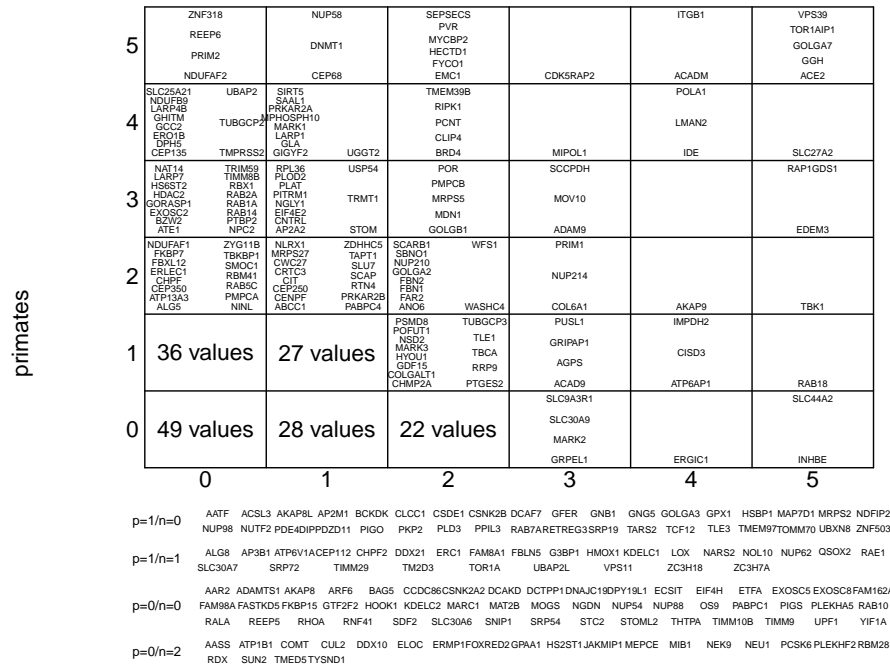 primates
5
ZNF318
REEP6
PRIM2
NDUFAF2
NUP58
DNMT1
CEP68
SEPSECS
PVR
MYCBP2
HECTD1
FYCO1
EMC1
CDK5RAP2
ITGB1
ACADM
VPS39
TOR1AIP1
GOLGA7
GGH
ACE2
4
SLC25A21
NDUFB9
LARP4B
GHITM
GCC2
ERO1B
DPH5
CEP135
UBAP2
TUBGCP2
TMPRSS2
SIRT5
SAAL1
PRKAR2A
MPHOSPH10
MARK1
LARP1
GLA
GIGYF2
UGGT2
TMEM39B
RIPK1
PCNT
CLIP4
BRD4
MIPOL1
POLA1
LMAN2
IDE
SLC27A2
3
NAT14
LARP7
HS6ST2
HDAC2
GORASP1
EXOSC2
BZW2
ATE1
TRIM59
TIMM8B
RBX1
RAB2A
RAB1A
RAB14
PTBP2
NPC2
RPL36
PLOD2
PLAT
PITRM1
NGLY1
EIF4E2
CNTRL
AP2A2
USP54
TRMT1
STOM
POR
PMPCB
MRPS5
MDN1
GOLGB1
SCCPDH
MOV10
ADAM9
RAP1GDS1
EDEM3
2
NDUFAF1
FKBP7
FBXL12
ERLEC1
CHPF
CEP350
ATP13A3
ALG5
ZYG11B
TBKBP1
SMOC1
RBM41
RAB5C
PMPCA
NINL
NLRX1
MRPS27
CWC27
CRTC3
CIT
CEP250
CENPF
ABCC1
ZDHHC5
TAPT1
SLU7
SCAP
RTN4
PRKAR2B
PABPC4
SCARB1
SBNO1
NUP210
GOLGA2
FBN2
FBN1
FAR2
ANO6
WFS1
WASHC4
PRIM1
NUP214
COL6A1
AKAP9
TBK1
1
36 values
27 values
PSMD8
POFUT1
NSD2
MARK3
HYOU1
GDF15
COLGALT1
CHMP2A
TUBGCP3
TLE1
TBCA
RRP9
PTGES2
PUSL1
GRIPAP1
AGPS
ACAD9
IMPDH2
CISD3
ATP6AP1
RAB18
0
49 values
28 values
22 values
SLC9A3R1
SLC30A9
MARK2
GRPEL1
ERGIC1
SLC44A2
INHBE
0 1 2 3 4 5
p=1/n=0
AATF ACSL3 AKAP8L AP2M1 BCKDK CLCC1 CSDE1 CSNK2B DCAF7 GFER GNB1 GNG5 GOLGA3 GPX1 HSBP1 MAP7D1 MRPS2 NDFIP2
NUP98 NUTF2 PDE4DIP PDZD11 PIGO PKP2 PLD3 PPIL3 RAB7A RETREG3 SRP19 TARS2 TCF12 TLE3 TMEM97 TOMM70 UBXN8 ZNF503
p=1/n=1
ALG8 AP3B1 ATP6V1A CEP112 CHPF2 DDX21 ERC1 FAM8A1 FBLN5 G3BP1 HMOX1 KDELC1 LOX NARS2 NOL10 NUP62 QSOX2 RAE1
SLC30A7 SRP72 TIMM29 TM2D3 TOR1A UBAP2L VPS11 ZC3H18 ZC3H7A
p=0/n=0
AAR2 ADAMTS1 AKAP8 ARF6 BAG5 CCDC86 CSNK2A2 DCAKD DCTPP1 DNAJC19 DPY19L1 ECSIT EIF4H ETFA EXOSC5 EXOSC8 FAM162A
FAM98A FASTKD5 FKBP15 GTF2F2 HOOK1 KDELC2 MARC1 MAT2B MOGS NGDN NUP54 NUP88 OS9 PABPC1 PIGS PLEKHA5 RAB10
RALA REEP5 RHOA RNF41 SDF2 SLC30A6 SNIP1 SRP54 STC2 STOML2 THTPA TIMM10B TIMM9 UPF1 YIF1A
p=0/n=2
AASS ATP1B1 COMT CUL2 DDX10 ELOC ERMP1 FOXRED2 GPAA1 HS2ST1 JAKMIP1 MEPCE MIB1 NEK9 NEU1 PCSK6 PLEKHF2 RBM28
RDX SUN2 TMED5 TYSND1